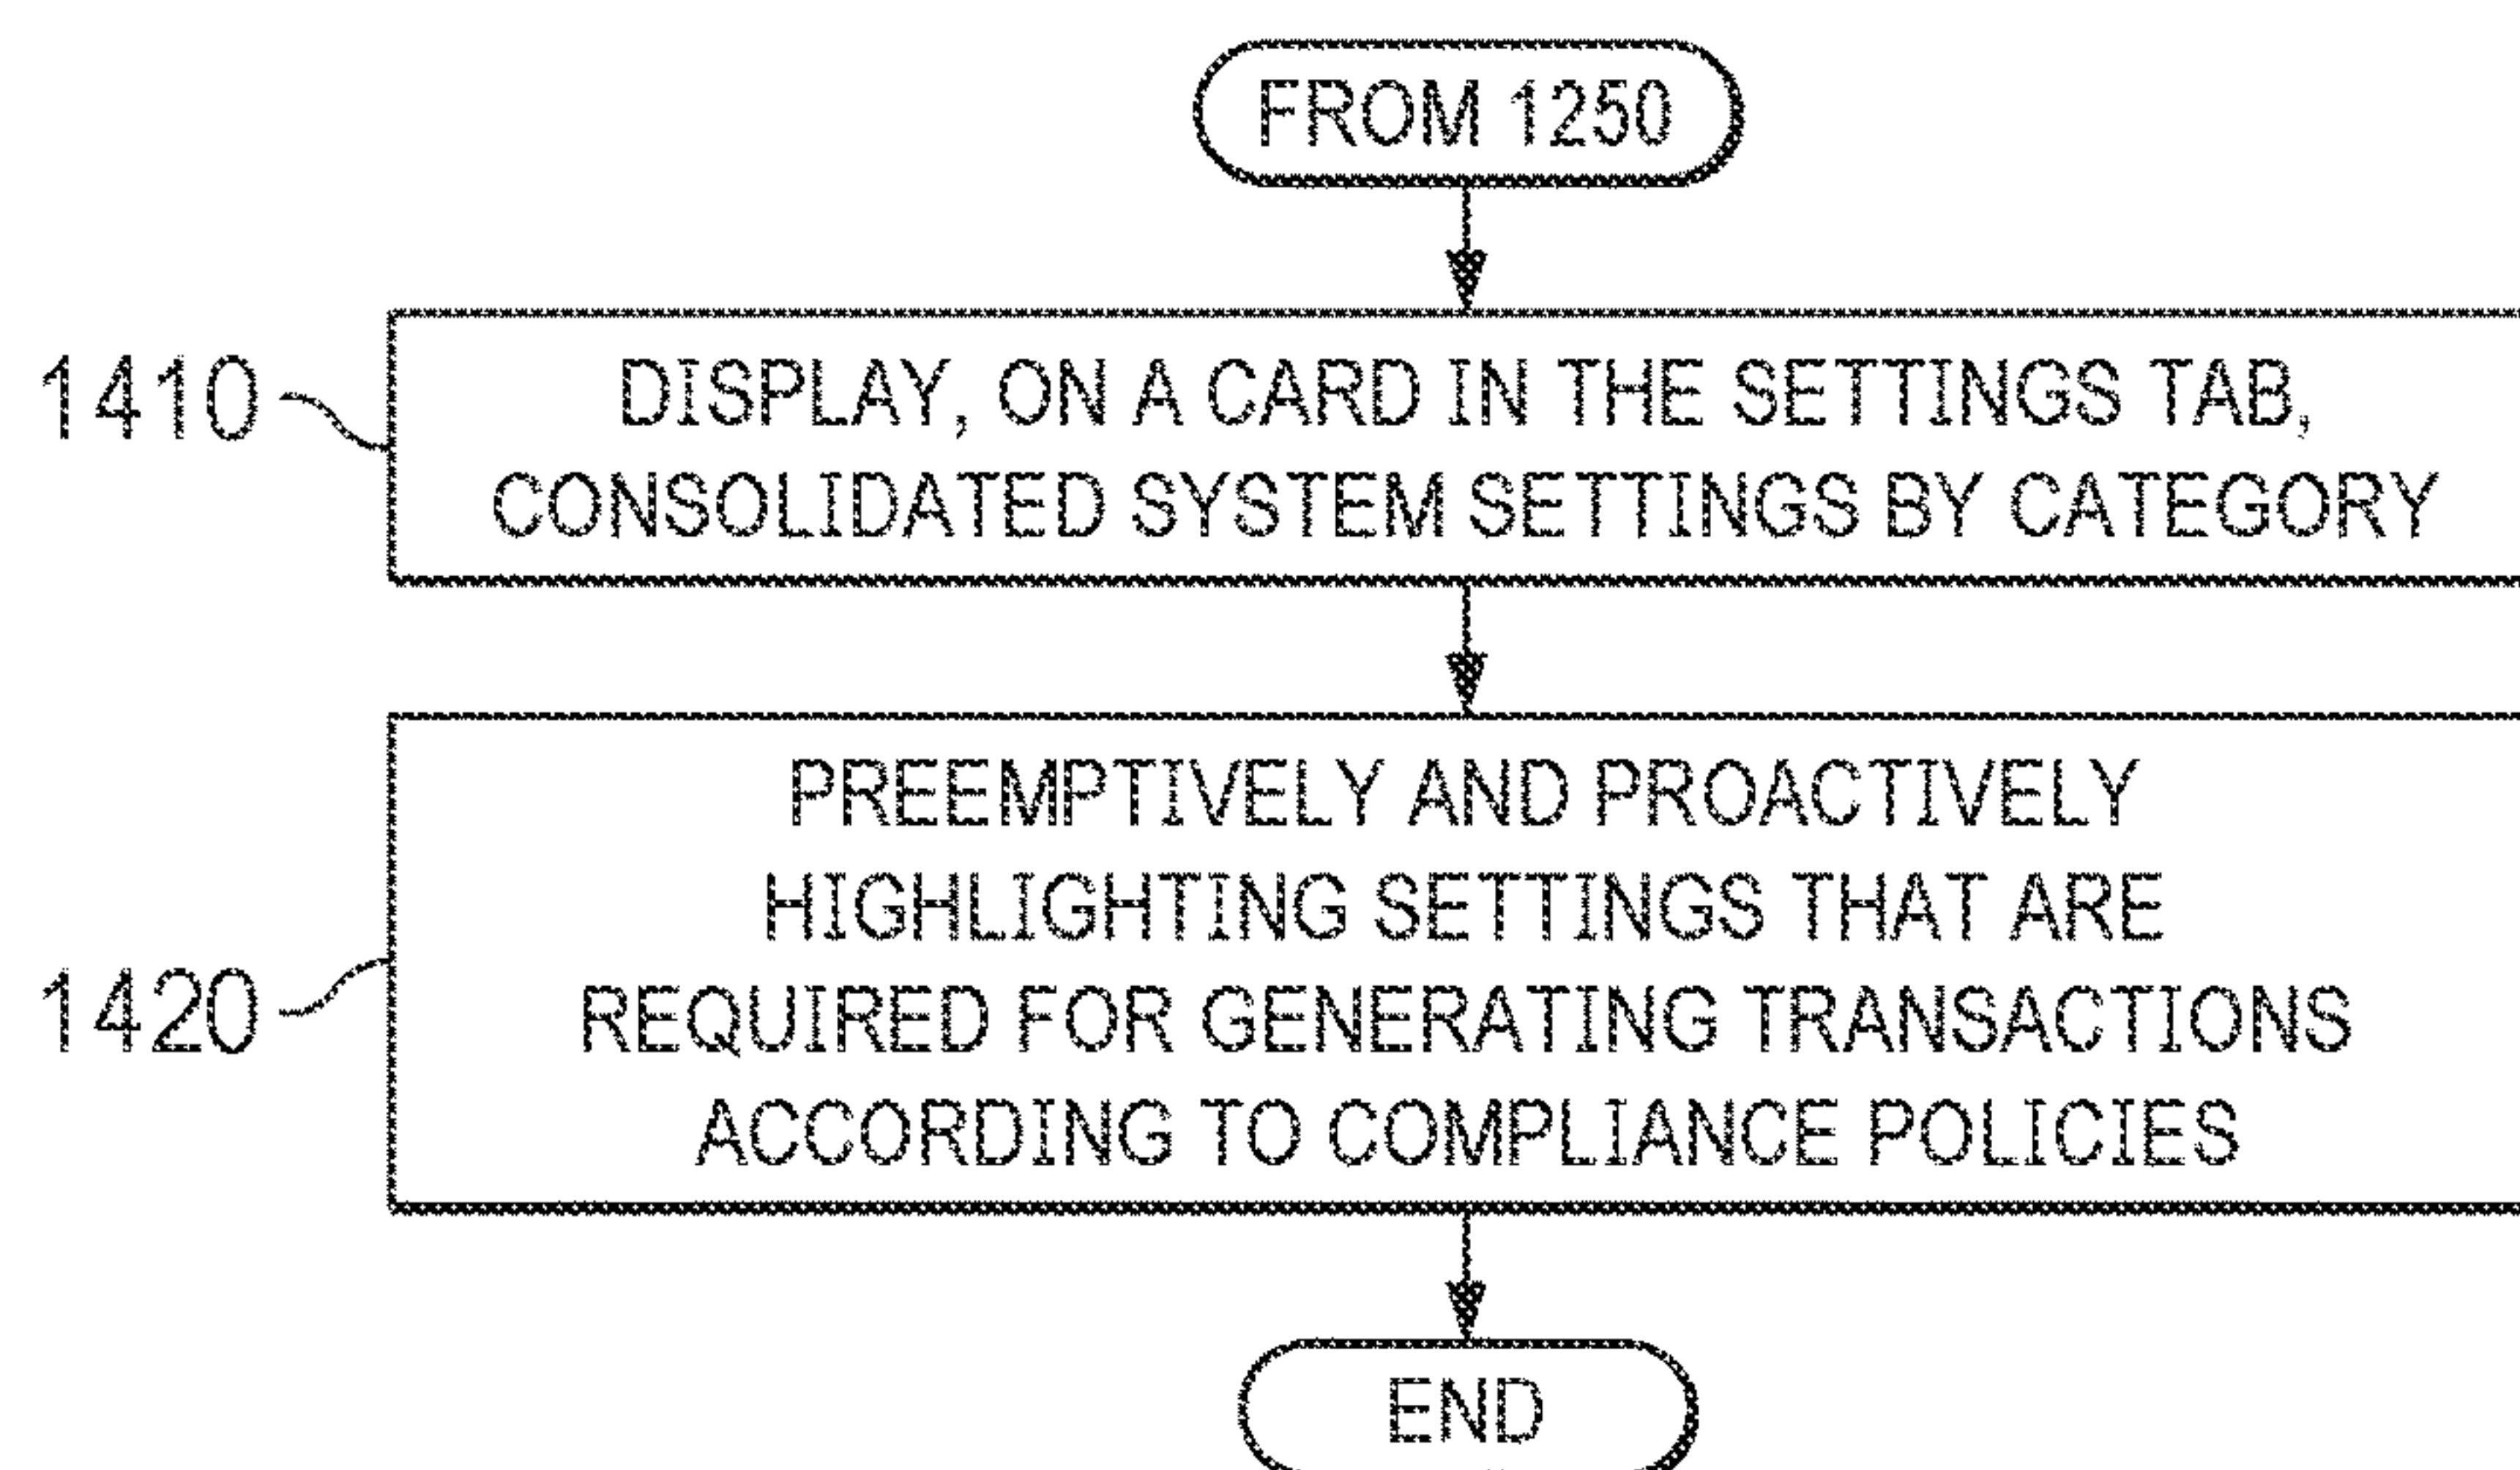 FROM 1250
1410
DISPLAY, ON A CARD IN THE SETTINGS TAB,
CONSOLIDATED SYSTEM SETTINGS BY CATEGORY
1420
PREEMPTIVELY AND PROACTIVELY
HIGHLIGHTING SETTINGS THAT ARE
REQUIRED FOR GENERATING TRANSACTIONS
ACCORDING TO COMPLIANCE POLICIES
END